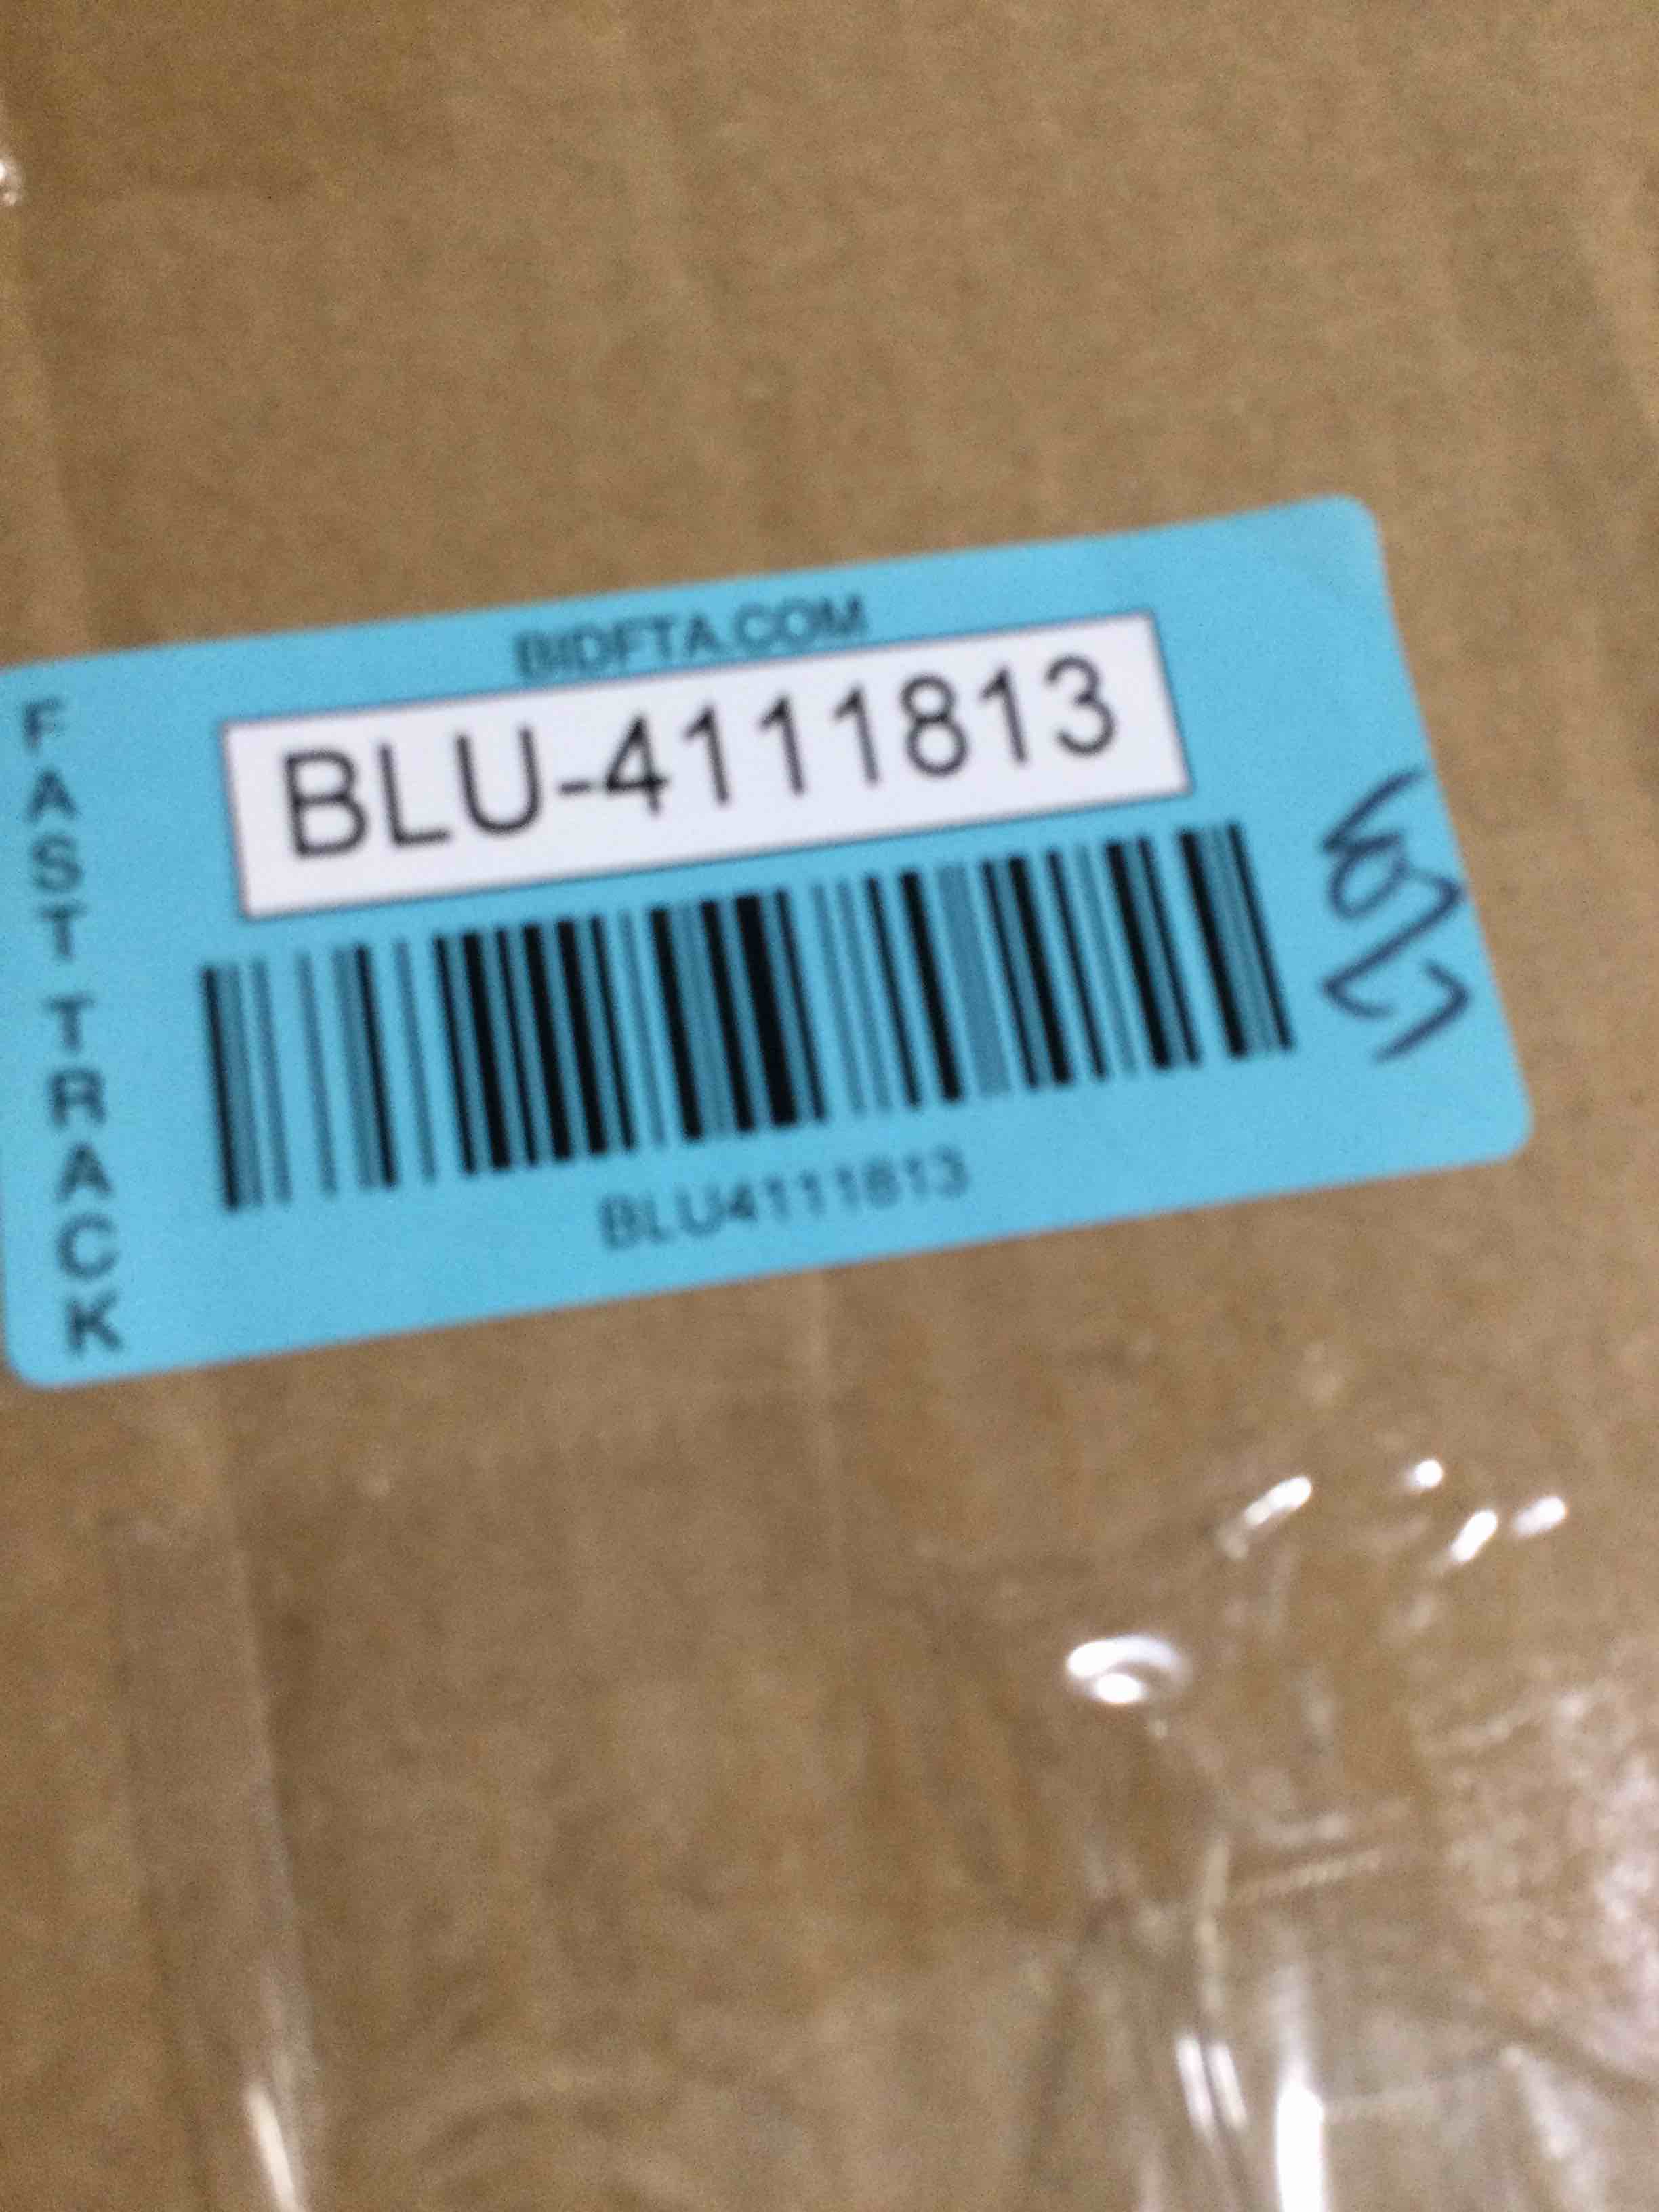 BIDFTA.COM
BLU-4111813
BLU4111813
FAST TRACK